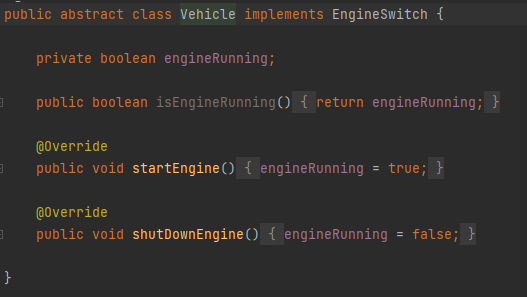 public abstract class Vehicle implements EngineSwitch {
private boolean engineRunning;
public boolean isEngineRunning() { return engineRunning; }
@Override
public void startEngine() { engineRunning = true; }
@Override
public void shutDownEngine() { engineRunning = false; }
}